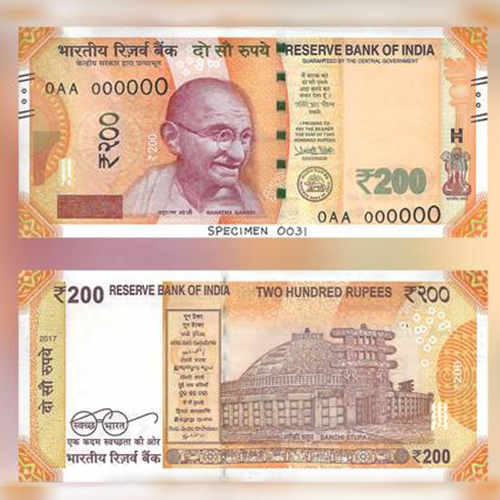 भारतीय रिज़र्व बैंक दो सौ रुपये RESERVE BANK OF INDIA
केन्द्रीय सरकार द्वारा प्रत्याभूत GUARANTEED BY THE CENTRAL GOVERNMENT
0AA 000000
मैं धारक को
दो सौ रुपये
अदा करने का
वचन देता हूँ।
I PROMISE TO
PAY THE BEARER
THE SUM OF TWO
HUNDRED RUPEES
GOVERNOR
₹२००
₹200
₹200
महात्मा गांधी MAHATMA GANDHI
0AA 000000
SPECIMEN 0031
₹200 RESERVE BANK OF INDIA TWO HUNDRED RUPEES ₹२००
2017
दो सौ रुपये
स्वच्छ भारत
एक कदम स्वच्छता की ओर
भारतीय रिज़र्व बैंक
साँची स्तूप SANCHI STUPA
₹200
₹200